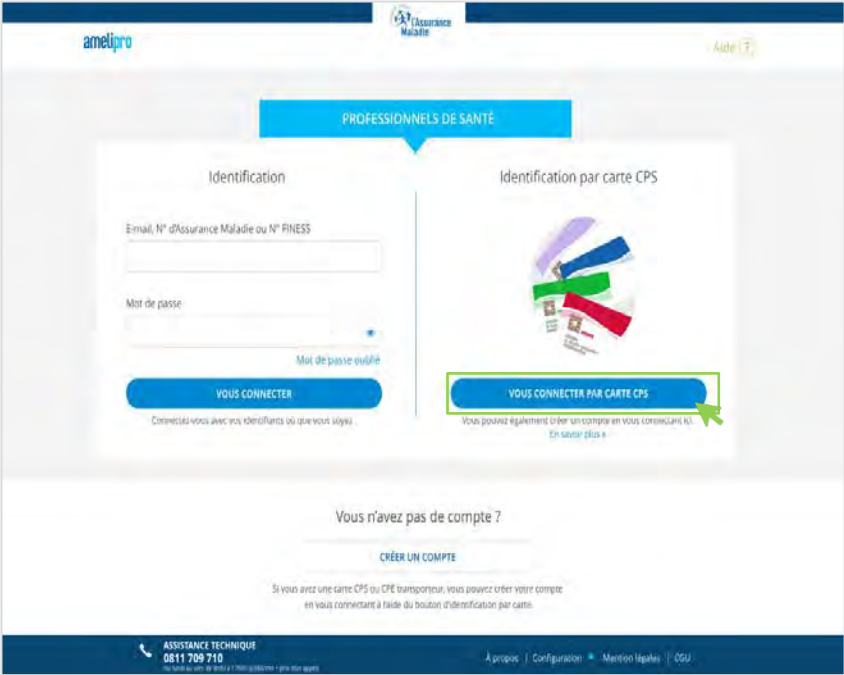 l'Assurance
Maladie
amelipro
Aide ?
PROFESSIONNELS DE SANTÉ
Identification
E-mail, N° d'Assurance Maladie ou N° FINESS
Mot de passe
Mot de passe oublié
VOUS CONNECTER
Connectez-vous avec vos identifiants où que vous soyez
Identification par carte CPS
VOUS CONNECTER PAR CARTE CPS
Vous pouvez également créer un compte en vous connectant ici.
En savoir plus
Vous n'avez pas de compte ?
CRÉER UN COMPTE
Si vous avez une carte CPS ou CPE transporteur, vous pouvez créer votre compte
en vous connectant à l'aide du bouton d'identification par carte.
ASSISTANCE TECHNIQUE
0811 709 710
À propos | Configuration Mention légales | CGU